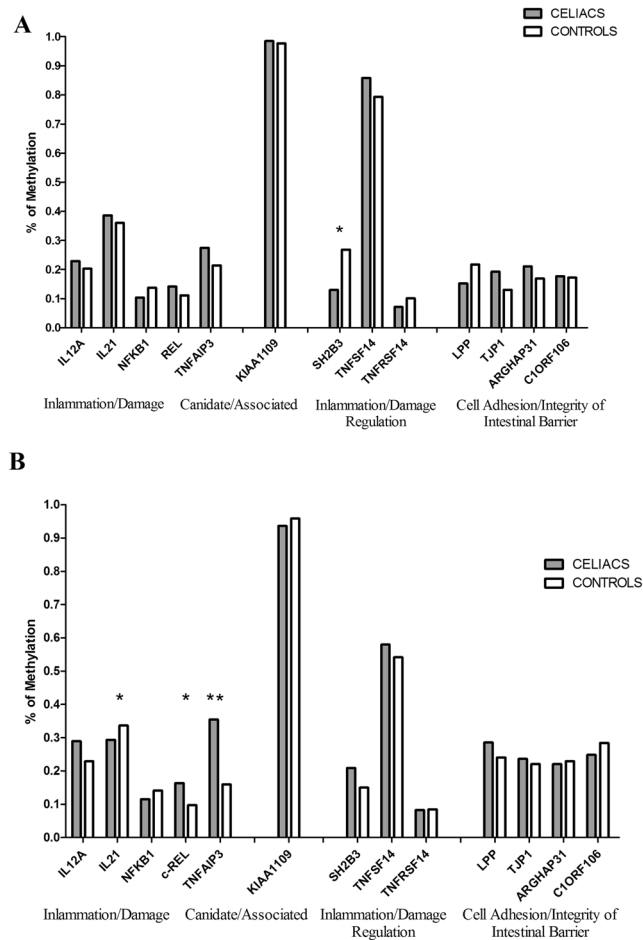 A
CELIACS
CONTROLS
% of Methylation
1.0
0.9
0.8
0.7
0.6
0.5
0.4
0.3
0.2
0.1
0.0
*
IL12A
IL21
NFKB1
REL
TNFAIP3
KIAA1109
SH2B3
TNFSF14
TNFRSF14
LPP
TJP1
ARGHAP31
C1ORF106
Inlammation/Damage
Canidate/Associated
Inlammation/Damage
Regulation
Cell Adhesion/Integrity of
Intestinal Barrier
B
CELIACS
CONTROLS
% of Methylation
1.0
0.9
0.8
0.7
0.6
0.5
0.4
0.3
0.2
0.1
0.0
*
*
**
IL12A
IL21
NFKB1
c-REL
TNFAIP3
KIAA1109
SH2B3
TNFSF14
TNFRSF14
LPP
TJP1
ARGHAP31
C1ORF106
Inlammation/Damage
Canidate/Associated
Inlammation/Damage
Regulation
Cell Adhesion/Integrity of
Intestinal Barrier